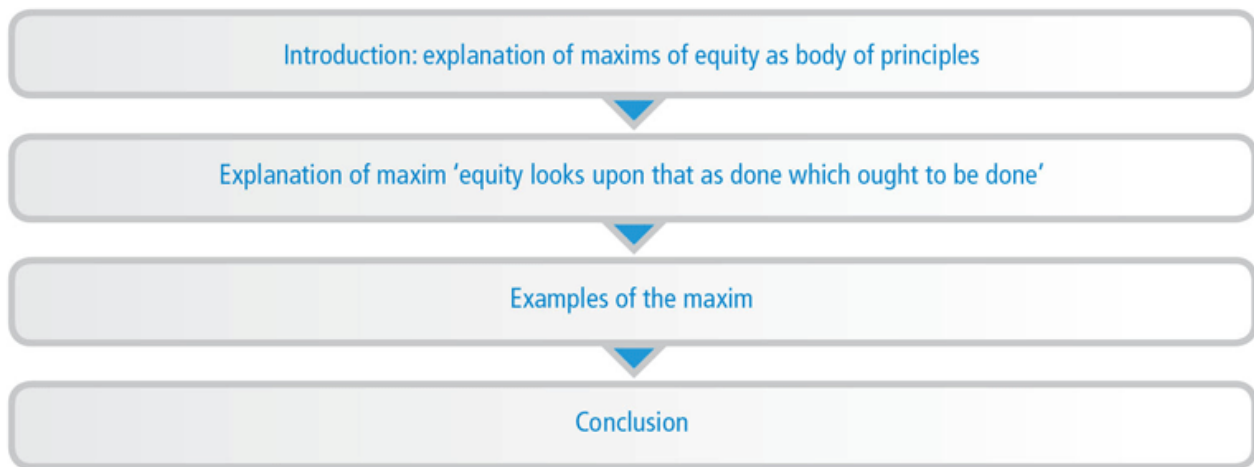 Introduction: explanation of maxims of equity as body of principles
Explanation of maxim ‘equity looks upon that as done which ought to be done’
Examples of the maxim
Conclusion